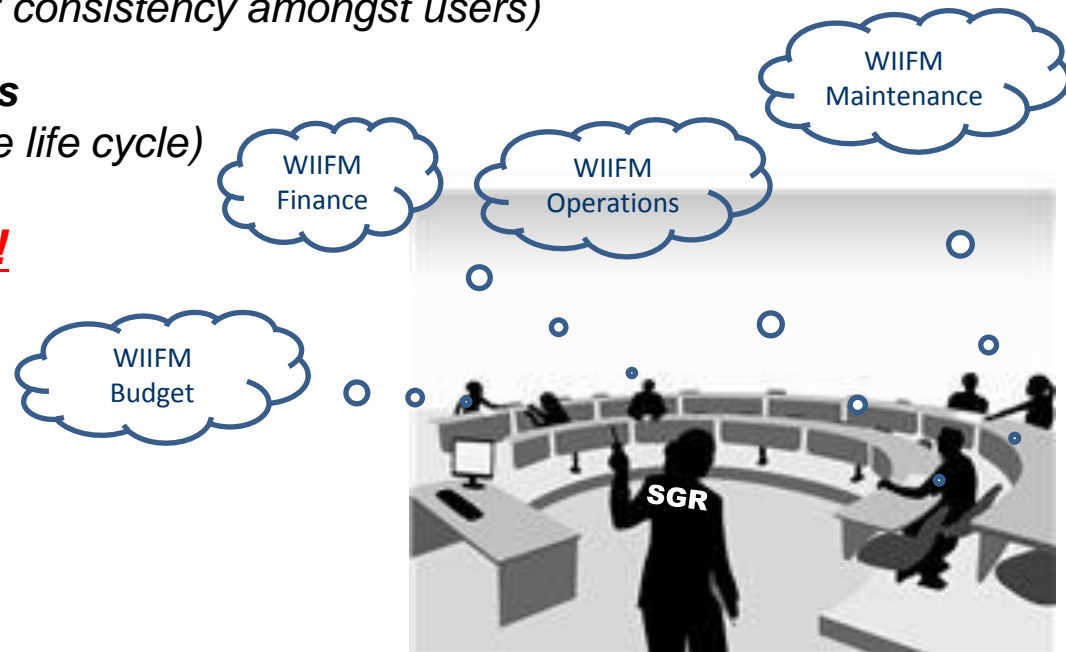 consistency amongst users)
WIIFM
Maintenance
life cycle)
WIIFM
Finance
WIIFM
Operations
!
WIIFM
Budget
SGR